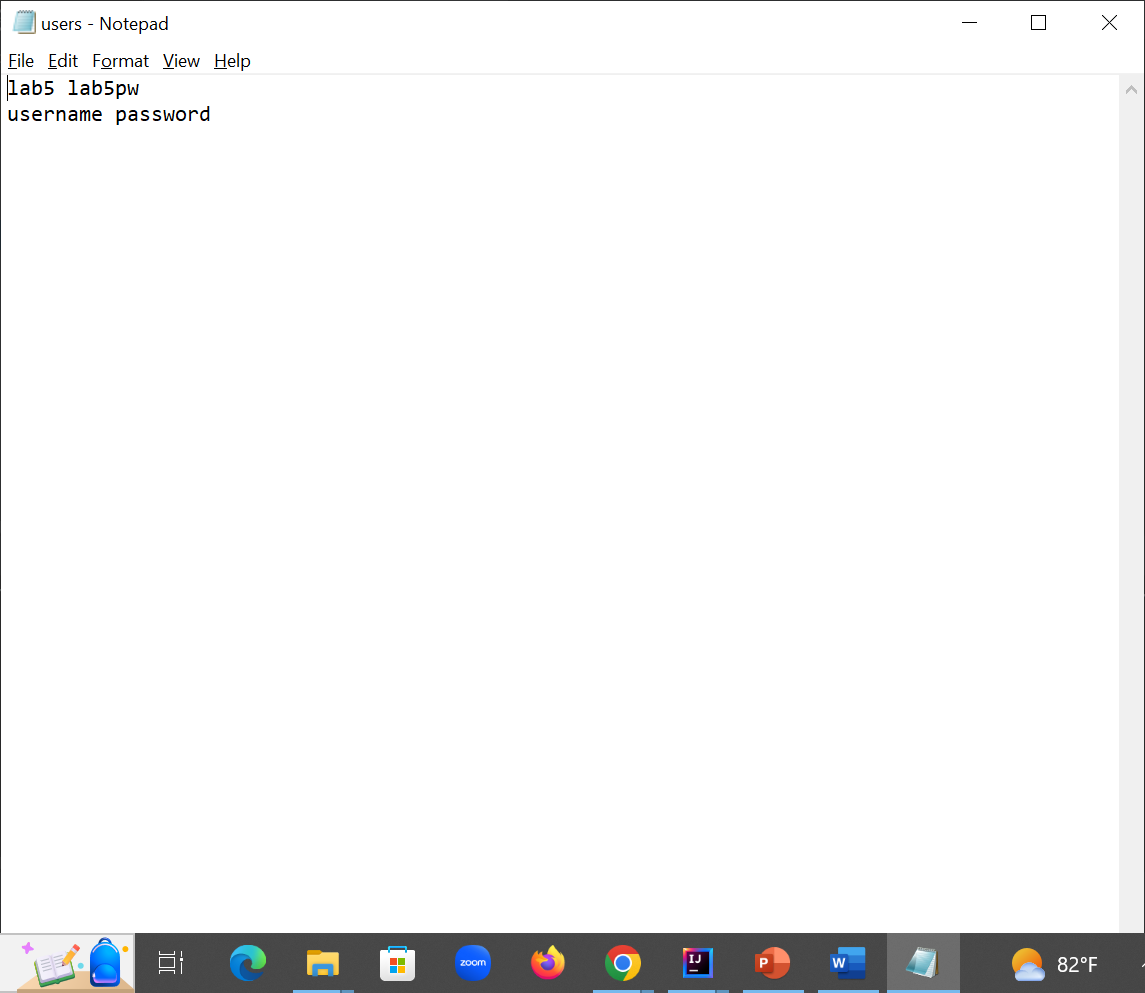 users - Notepad
File Edit Format View Help
lab5 lab5pw
username password
zoom
IJ
P
W
82°F